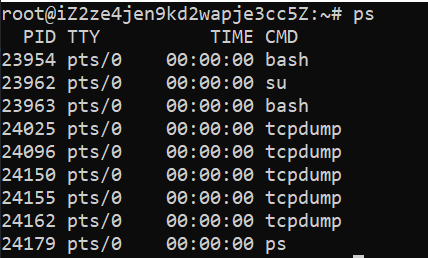 root@iZ2ze4jen9kd2wapje3cc5Z:~# ps
  PID TTY          TIME CMD
23954 pts/0    00:00:00 bash
23962 pts/0    00:00:00 su
23963 pts/0    00:00:00 bash
24025 pts/0    00:00:00 tcpdump
24096 pts/0    00:00:00 tcpdump
24150 pts/0    00:00:00 tcpdump
24155 pts/0    00:00:00 tcpdump
24162 pts/0    00:00:00 tcpdump
24179 pts/0    00:00:00 ps